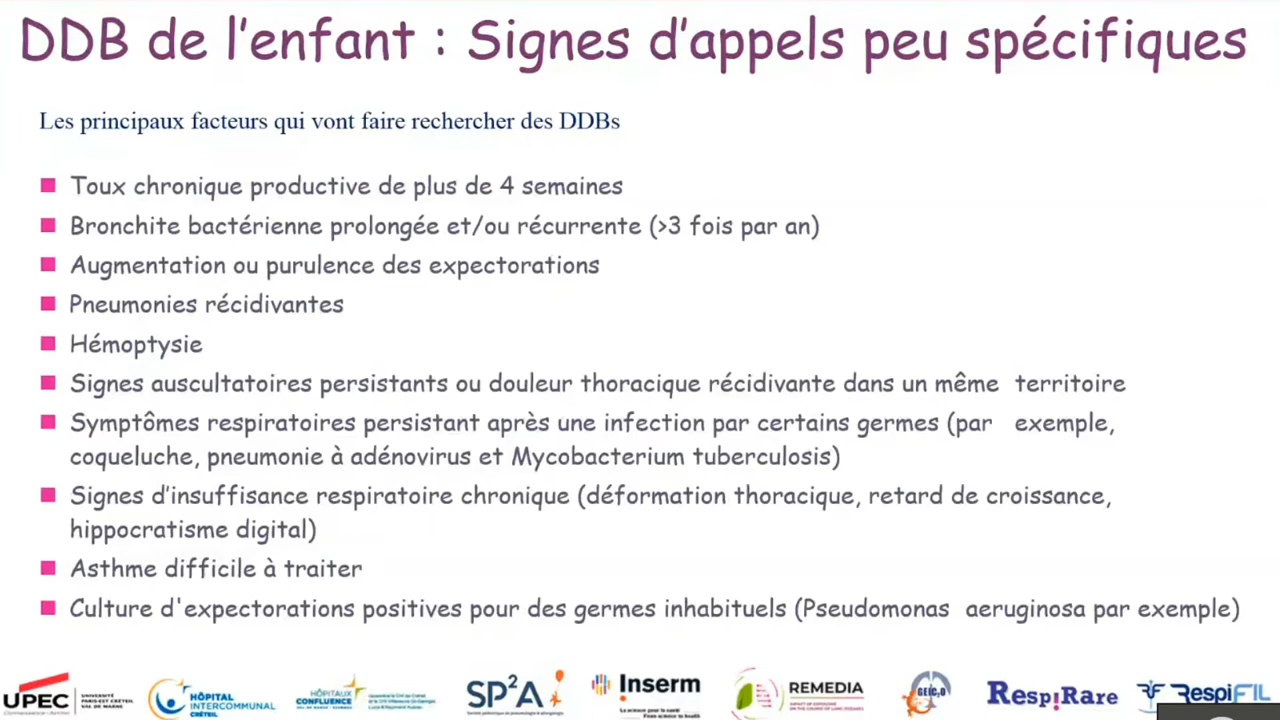 DDB de l'enfant : Signes d'appels peu spécifiques
Les principaux facteurs qui vont faire rechercher des DDBs
Toux chronique productive de plus de 4 semaines
Bronchite bactérienne prolongée et/ou récurrente (>3 fois par an)
Augmentation ou purulence des expectorations
Pneumonies récidivantes
Hémoptysie
Signes auscultatoires persistants ou douleur thoracique récidivante dans un même territoire
Symptômes respiratoires persistant après une infection par certains germes (par exemple,
coqueluche, pneumonie à adénovirus et Mycobacterium tuberculosis)
Signes d'insuffisance respiratoire chronique (déformation thoracique, retard de croissance,
hippocratisme digital)
Asthme difficile à traiter
Culture d'expectorations positives pour des germes inhabituels (Pseudomonas aeruginosa par exemple)
UPEC
UNIVERSITÉ
PARIS-EST CRÉTEIL
VAL DE MARNE
HÔPITAL
INTERCOMMUNAL
CRÉTEIL
HÔPITAUX
CONFLUENCE
SP2A
Inserm
La science pour la santé
From science to health
REMEDIA
GEIC2O
RespiRare
RespiFIL